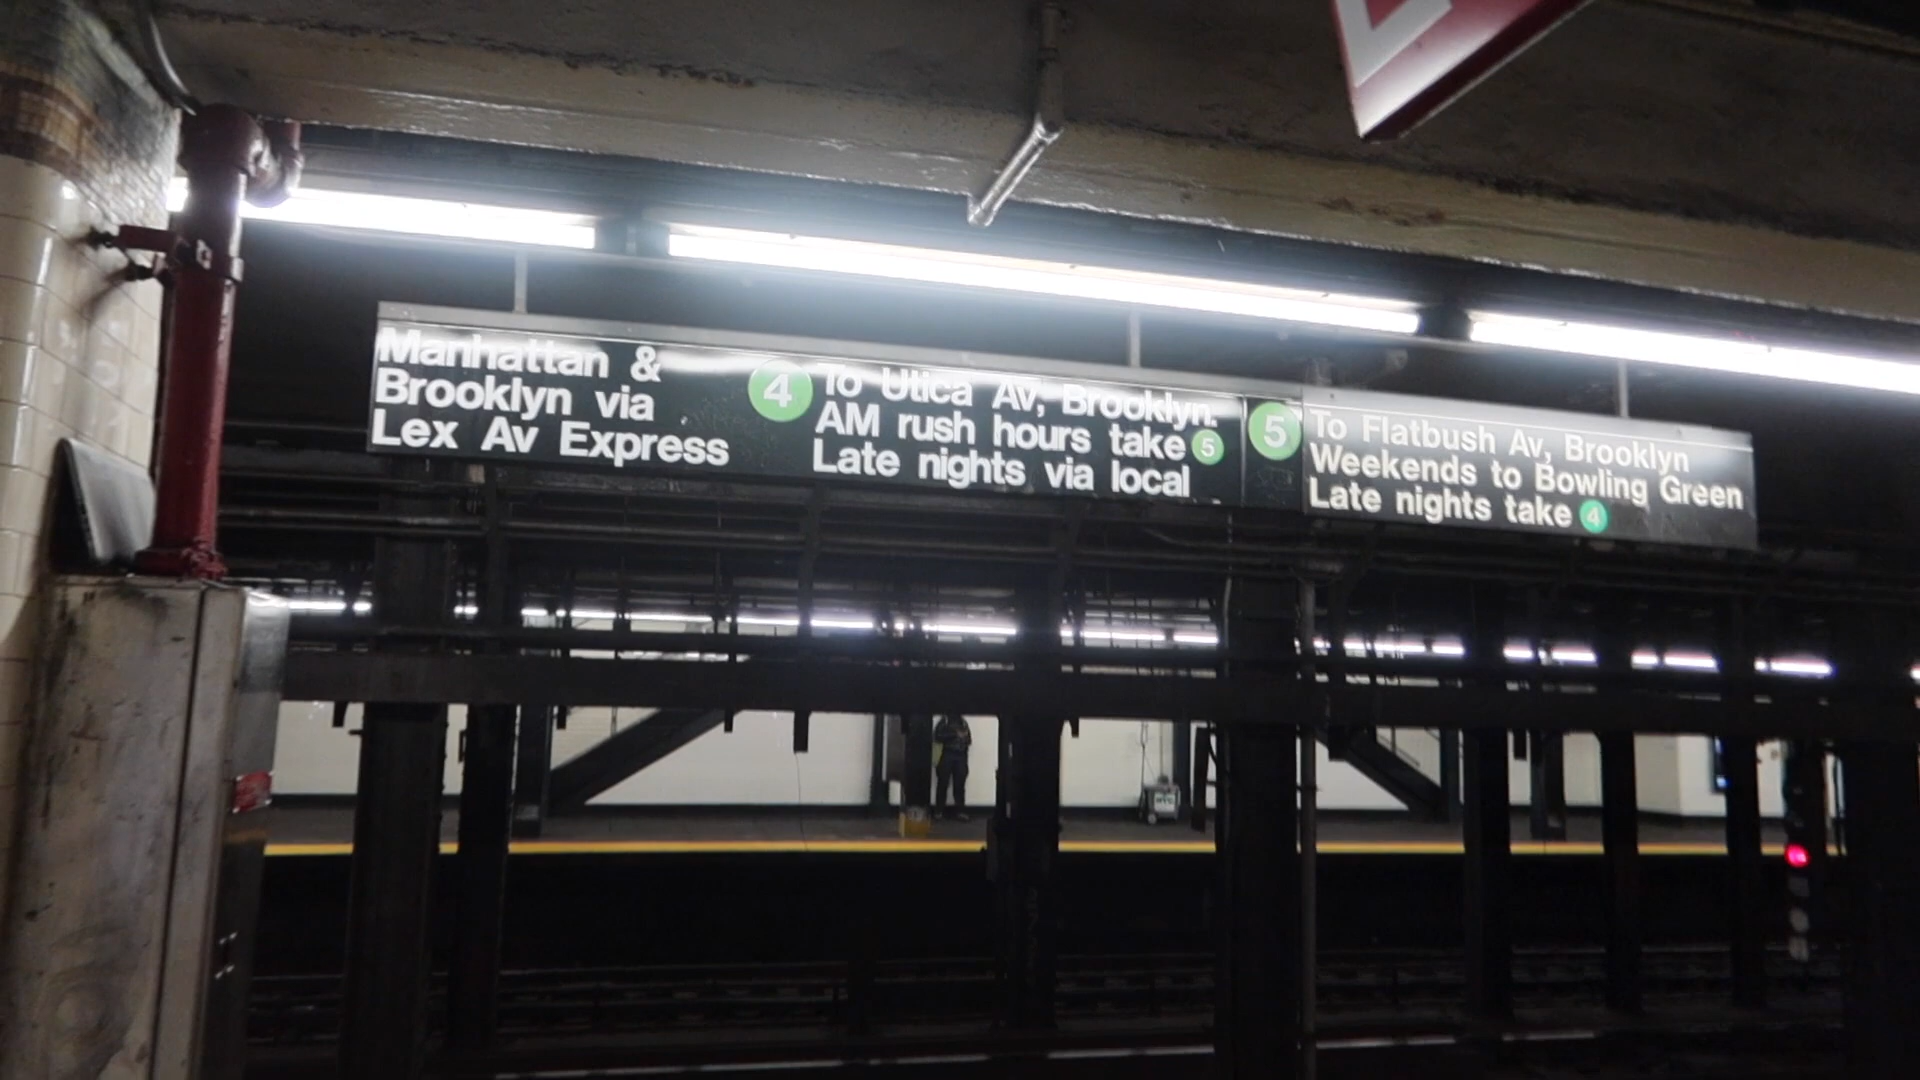 Manhattan &
Brooklyn via
Lex Av Express
4
To Utica Av, Brooklyn.
AM rush hours take 5
Late nights via local
5
To Flatbush Av, Brooklyn
Weekends to Bowling Green
Late nights take 4